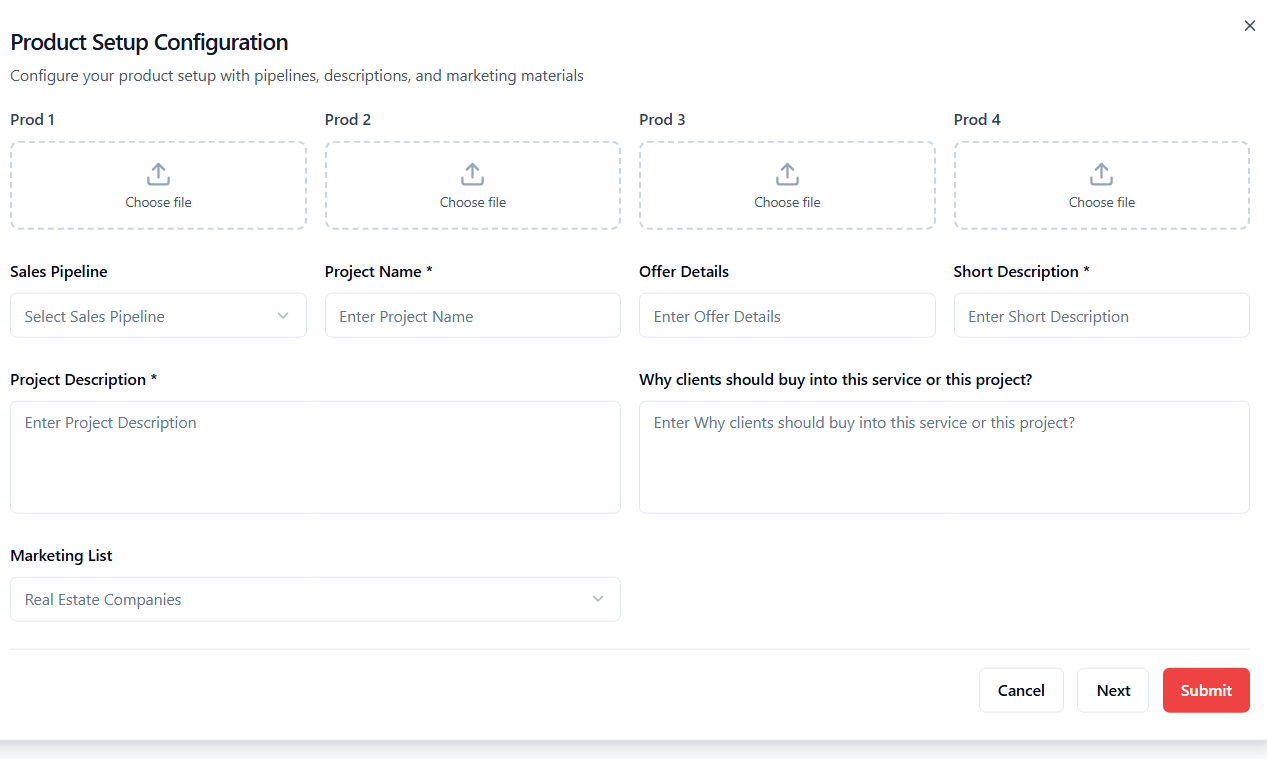 Product Setup Configuration
Configure your product setup with pipelines, descriptions, and marketing materials
Prod 1
Prod 2
Prod 3
Prod 4
Choose file
Choose file
Choose file
Choose file
Sales Pipeline
Project Name *
Offer Details
Short Description *
Select Sales Pipeline
Enter Project Name
Enter Offer Details
Enter Short Description
Project Description *
Why clients should buy into this service or this project?
Enter Project Description
Enter Why clients should buy into this service or this project?
Marketing List
Real Estate Companies
Cancel
Next
Submit